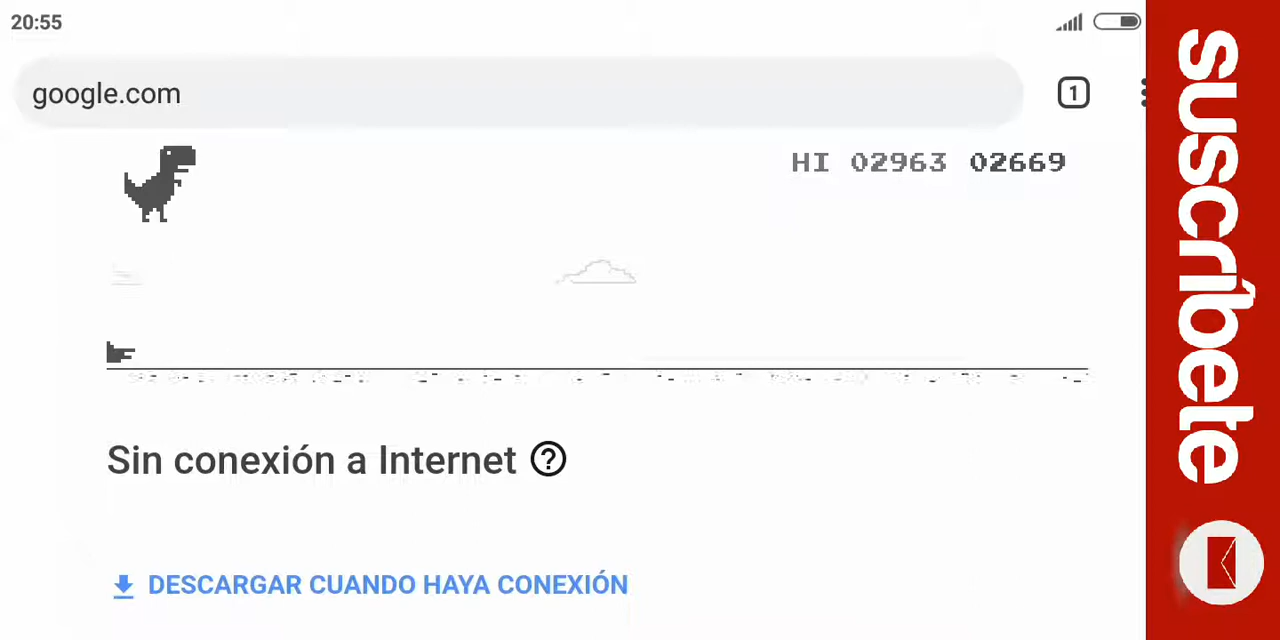 20:55
google.com
1
HI 02963 02669
Sin conexión a Internet ?
DESCARGAR CUANDO HAYA CONEXIÓN
suscríbete